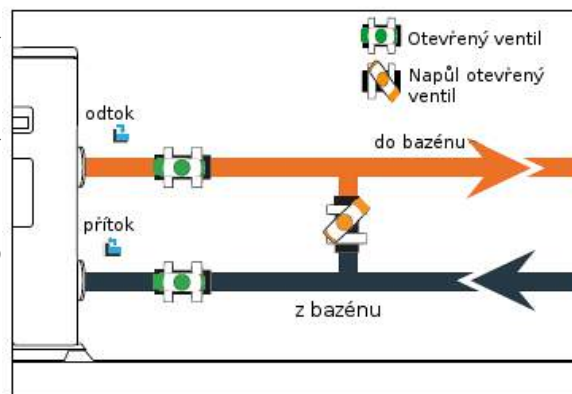 Otevřený ventil
Napůl otevřený
ventil
odtok
do bazénu
přítok
z bazénu